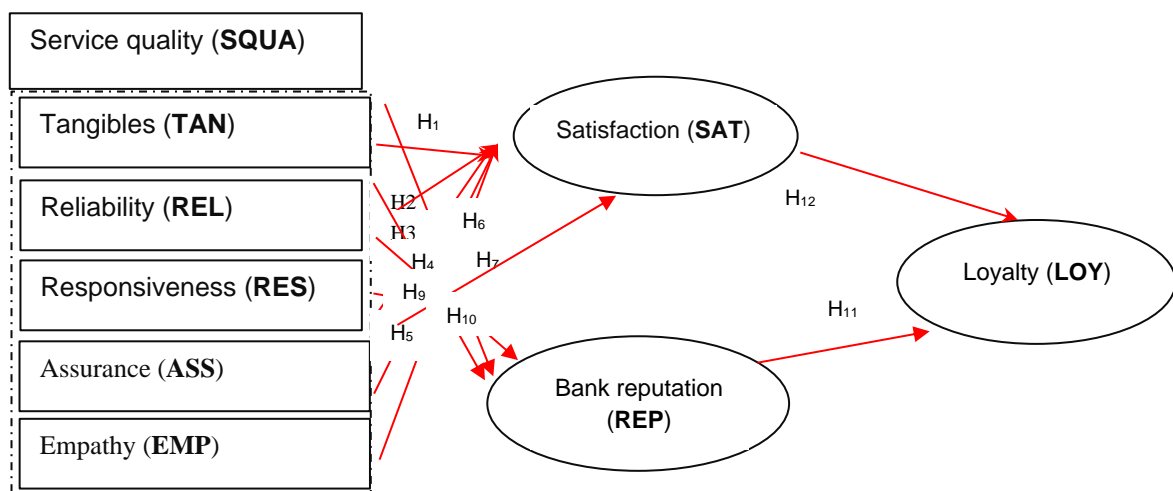 Service quality (SQUA)
Tangibles (TAN)
Reliability (REL)
Responsiveness (RES)
Assurance (ASS)
Empathy (EMP)
H1
H2
H3
H4
H5
H6
H7
H9
H10
Satisfaction (SAT)
Bank reputation
(REP)
H12
H11
Loyalty (LOY)